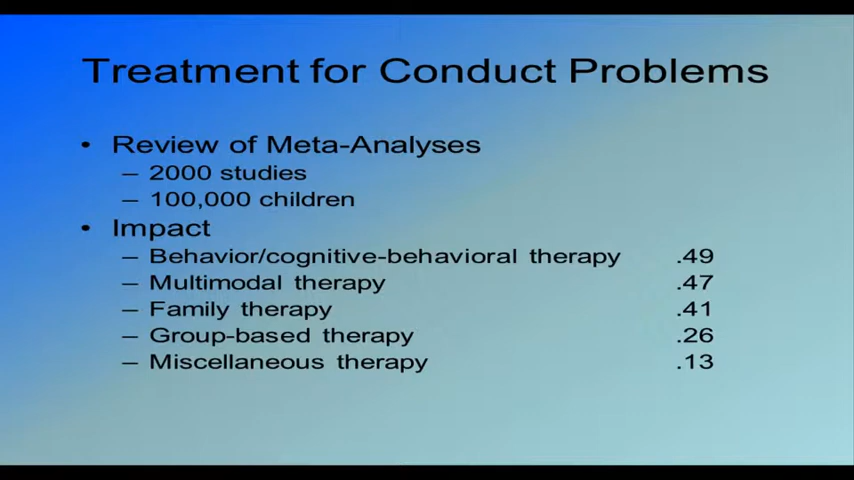 Treatment for Conduct Problems
• Review of Meta-Analyses
– 2000 studies
– 100,000 children
• Impact
– Behavior/cognitive-behavioral therapy .49
– Multimodal therapy .47
– Family therapy .41
– Group-based therapy .26
– Miscellaneous therapy .13